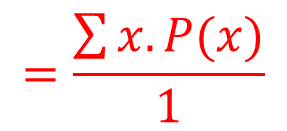 = ∑ x. P(x)
1